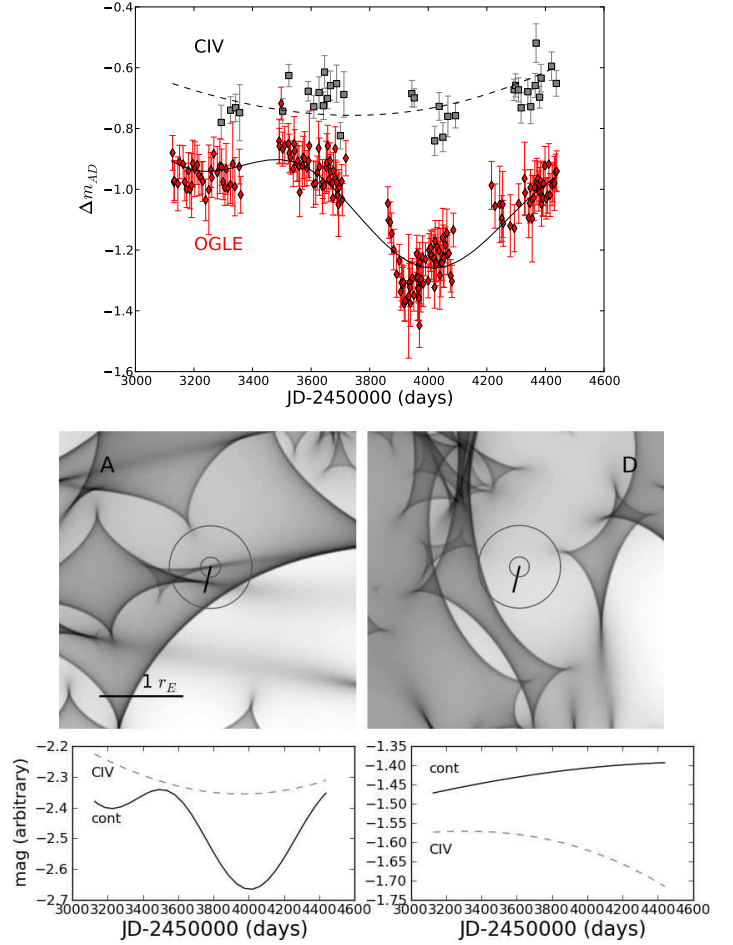 −0.4
−0.6
−0.8
−1.0
−1.2
−1.4
−1.6
Δm_AD
CIV
OGLE
3000 3200 3400 3600 3800 4000 4200 4400 4600
JD-2450000 (days)
A
1 r_E
D
−2.2
−2.3
−2.4
−2.5
−2.6
−2.7
mag (arbitrary)
CIV
cont
3000 3200 3400 3600 3800 4000 4200 4400 4600
JD-2450000 (days)
−1.35
−1.40
−1.45
−1.50
−1.55
−1.60
−1.65
−1.70
−1.75
cont
CIV
3000 3200 3400 3600 3800 4000 4200 4400 4600
JD-2450000 (days)